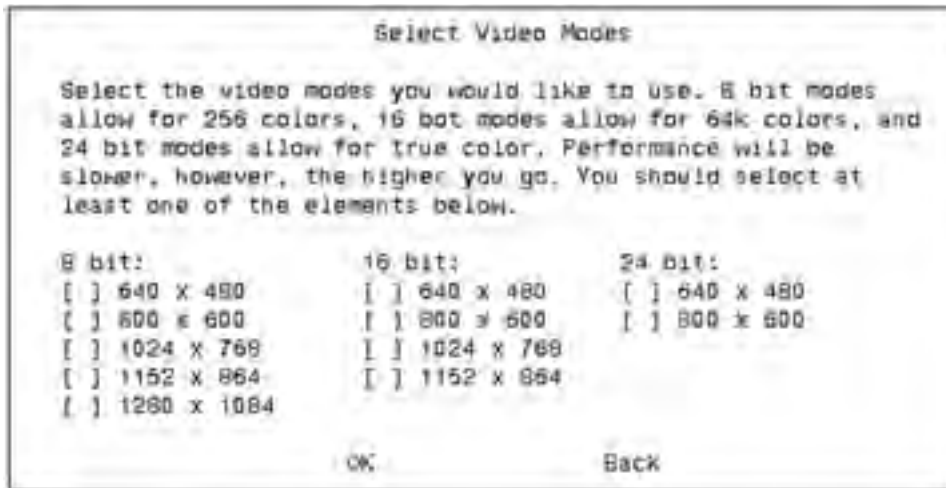 Select Video Modes
Select the video modes you would like to use. 8 bit modes
allow for 256 colors, 16 bot modes allow for 64k colors, and
24 bit modes allow for true color. Performance will be
slower, however, the higher you go. You should select at
least one of the elements below.
8 bit: 16 bit: 24 bit:
[ ] 640 x 480 [ ] 640 x 480 [ ] 640 x 480
[ ] 800 x 600 [ ] 800 x 600 [ ] 800 x 600
[ ] 1024 x 768 [ ] 1024 x 768
[ ] 1152 x 864 [ ] 1152 x 864
[ ] 1280 x 1084
OK Back